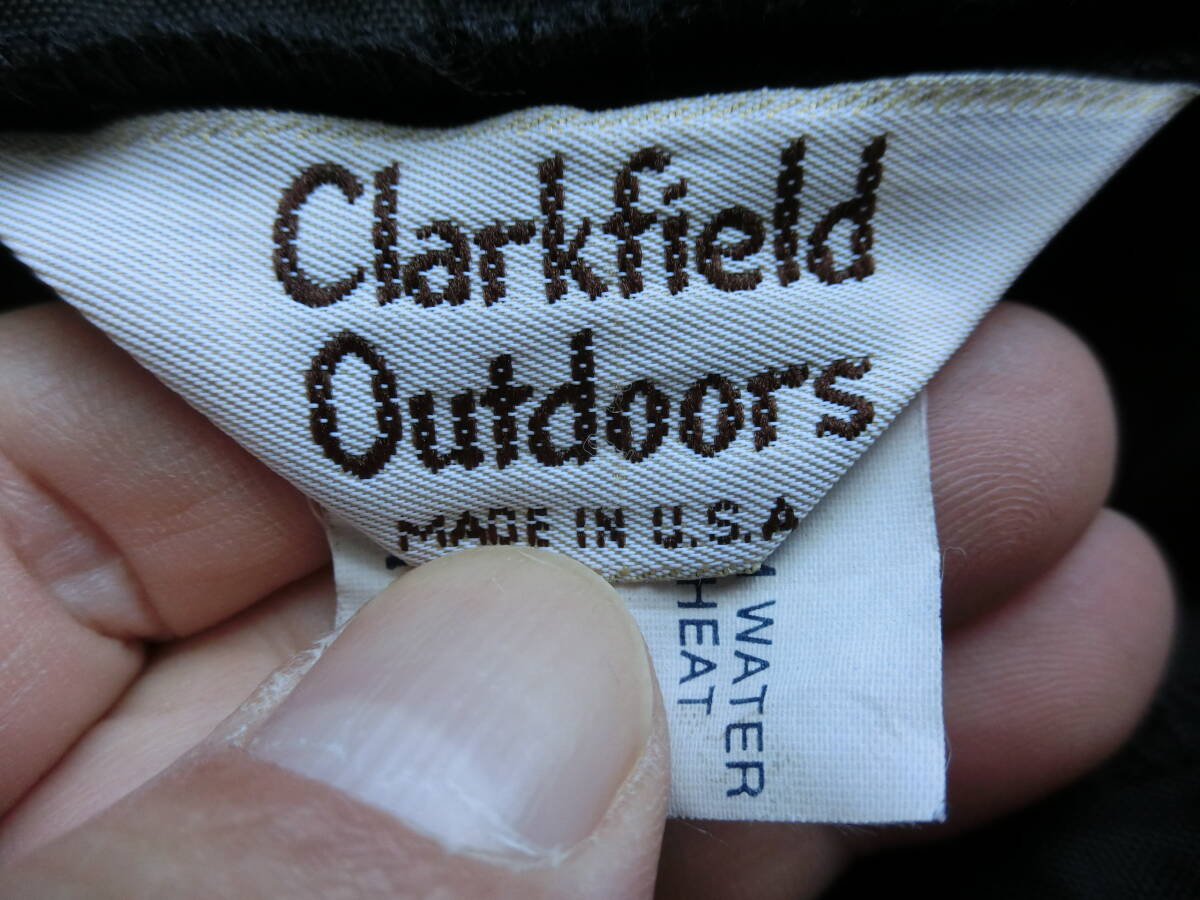 Clarkfield
Outdoors
MADE IN U.S.A
WATER
HEAT